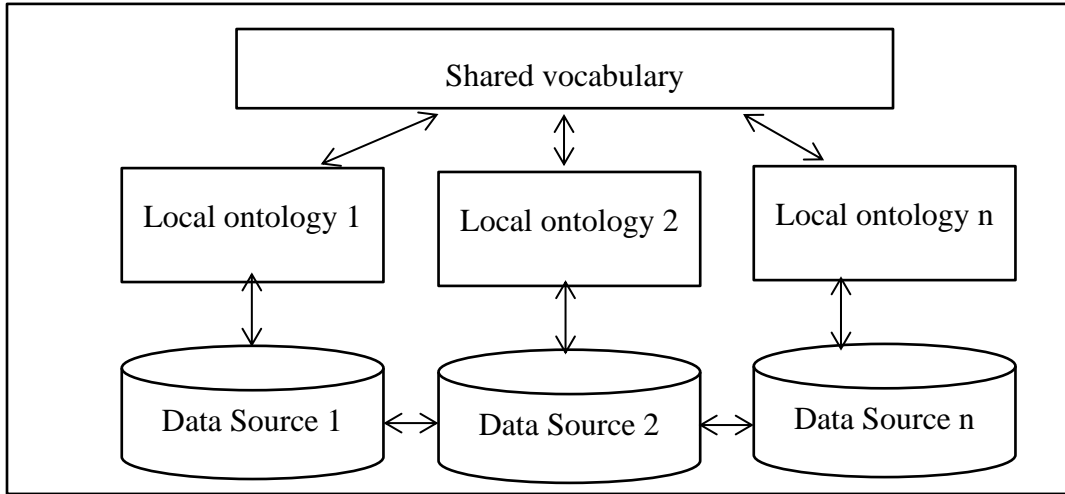 Shared vocabulary
Local ontology 1
Local ontology 2
Local ontology n
Data Source 1
Data Source 2
Data Source n